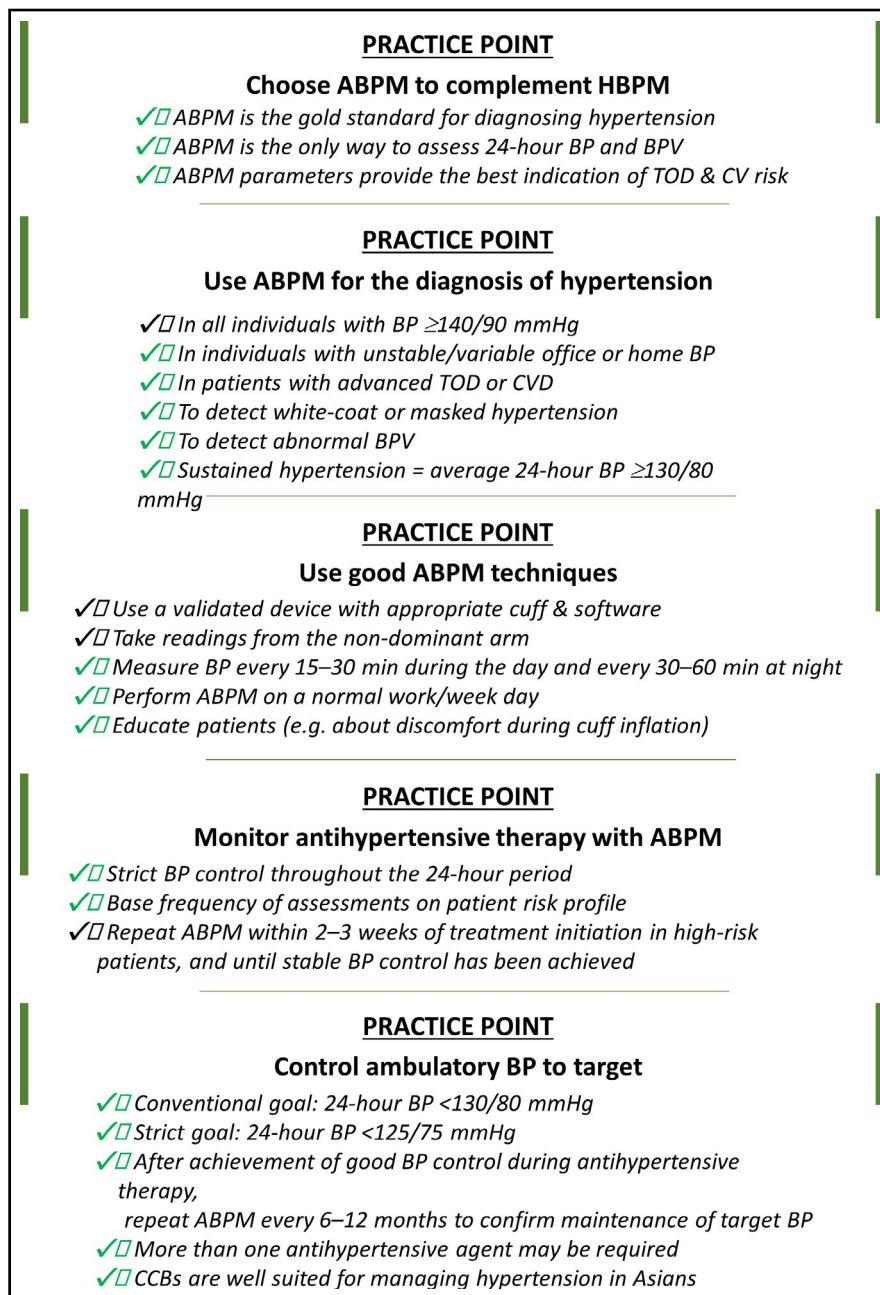 PRACTICE POINT
Choose ABPM to complement HBPM
✓ ABPM is the gold standard for diagnosing hypertension
✓ ABPM is the only way to assess 24-hour BP and BPV
✓ ABPM parameters provide the best indication of TOD & CV risk
PRACTICE POINT
Use ABPM for the diagnosis of hypertension
✓ In all individuals with BP ≥140/90 mmHg
✓ In individuals with unstable/variable office or home BP
✓ In patients with advanced TOD or CVD
✓ To detect white-coat or masked hypertension
✓ To detect abnormal BPV
✓ Sustained hypertension = average 24-hour BP ≥130/80
mmHg
PRACTICE POINT
Use good ABPM techniques
✓ Use a validated device with appropriate cuff & software
✓ Take readings from the non-dominant arm
✓ Measure BP every 15–30 min during the day and every 30–60 min at night
✓ Perform ABPM on a normal work/week day
✓ Educate patients (e.g. about discomfort during cuff inflation)
PRACTICE POINT
Monitor antihypertensive therapy with ABPM
✓ Strict BP control throughout the 24-hour period
✓ Base frequency of assessments on patient risk profile
✓ Repeat ABPM within 2–3 weeks of treatment initiation in high-risk
patients, and until stable BP control has been achieved
PRACTICE POINT
Control ambulatory BP to target
✓ Conventional goal: 24-hour BP <130/80 mmHg
✓ Strict goal: 24-hour BP <125/75 mmHg
✓ After achievement of good BP control during antihypertensive
therapy,
repeat ABPM every 6–12 months to confirm maintenance of target BP
✓ More than one antihypertensive agent may be required
✓ CCBs are well suited for managing hypertension in Asians